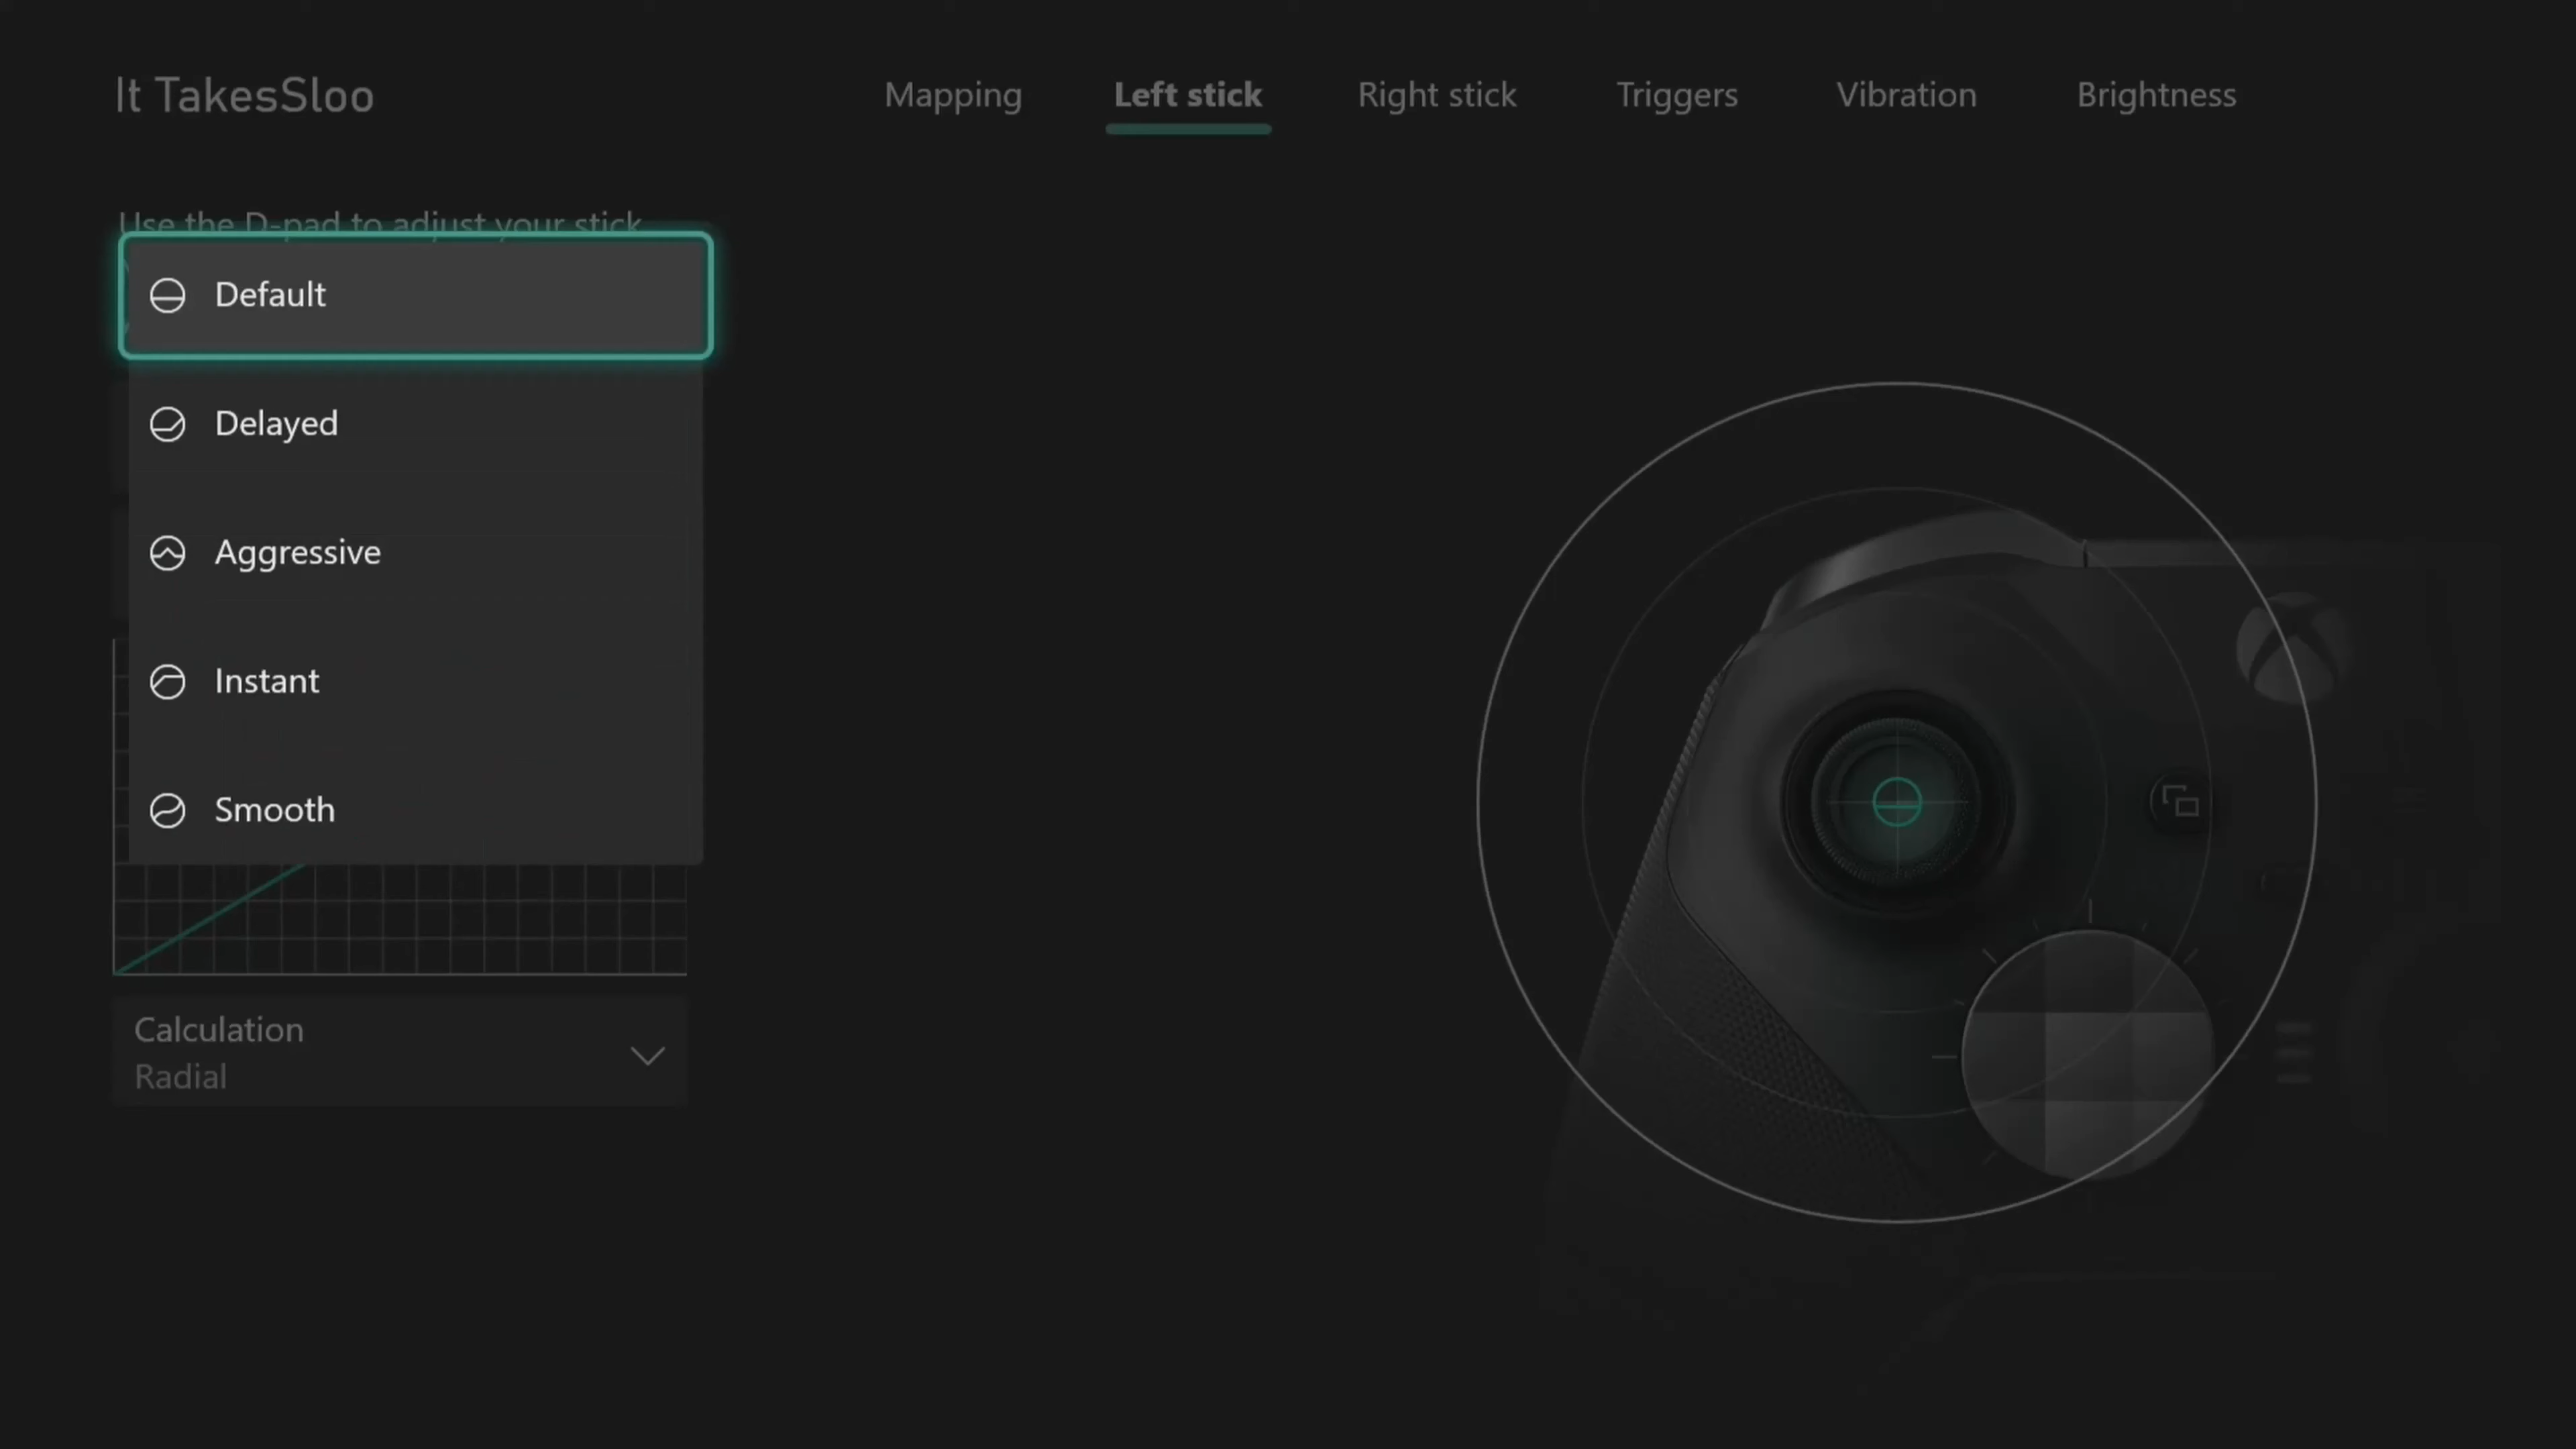 It TakesSloo
Mapping
Left stick
Right stick
Triggers
Vibration
Brightness
Use the D-pad to adjust your stick
Default
Delayed
Aggressive
Instant
Smooth
Calculation
Radial